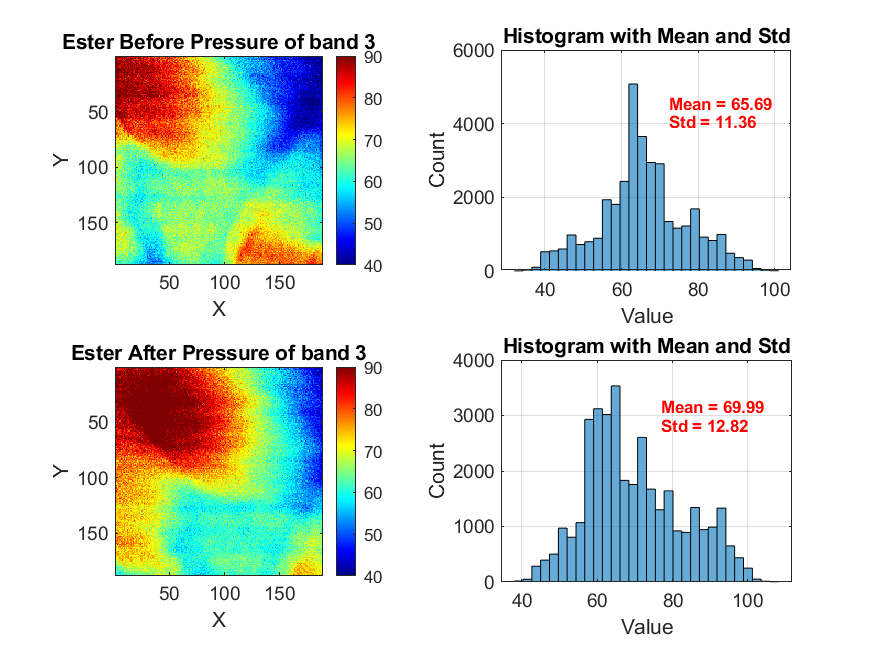 Ester Before Pressure of band 3
Y
50
100
150
50
100
150
X
90
80
70
60
50
40
Histogram with Mean and Std
Count
6000
4000
2000
0
Mean = 65.69
Std = 11.36
40
60
80
100
Value
Ester After Pressure of band 3
Y
50
100
150
50
100
150
X
90
80
70
60
50
40
Histogram with Mean and Std
Count
4000
3000
2000
1000
0
Mean = 69.99
Std = 12.82
40
60
80
100
Value